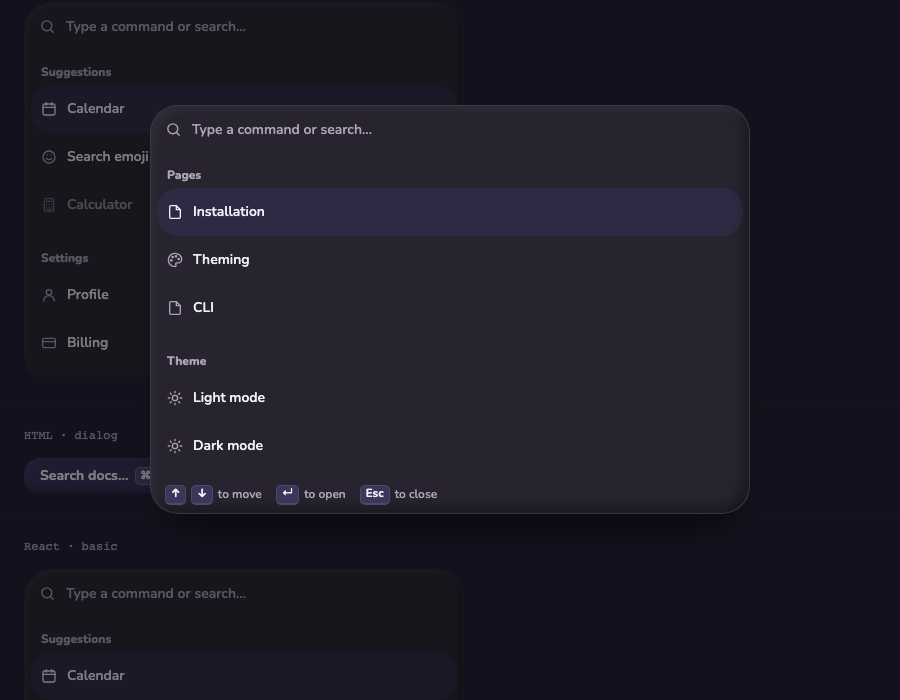 Type a command or search...
Suggestions
Calendar
Search emoji
Calculator
Settings
Profile
Billing
HTML · dialog
Search docs... ⌘
Type a command or search...
Pages
Installation
Theming
CLI
Theme
Light mode
Dark mode
↑ ↓ to move ↵ to open Esc to close
React · basic
Type a command or search...
Suggestions
Calendar